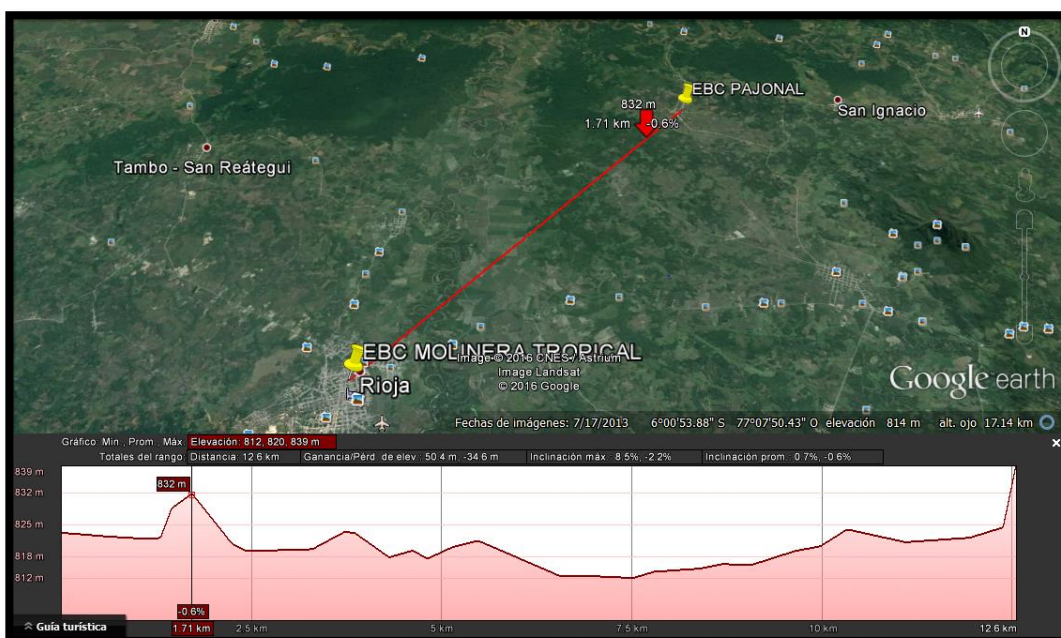 N
EBC PAJONAL
832 m
1.71 km -0.6%
San Ignacio
Tambo - San Reátegui
EBC MOLINERA TROPICAL
Image © 2016 CNES / Astrium
Image Landsat
© 2016 Google
Rioja
Google earth
Fechas de imágenes: 7/17/2013 6°00'53.88" S 77°07'50.43" O elevación 814 m alt. ojo 17.14 km
Gráfico: Mín., Prom., Máx. Elevación: 812, 820, 839 m
Totales del rango: Distancia: 12.6 km Ganancia/Pérd. de elev.: 50.4 m, -34.6 m Inclinación máx.: 8.5%, -2.2% Inclinación prom.: 0.7%, -0.6%
839 m
832 m
832 m
825 m
818 m
812 m
-0.6%
Guía turística
1.71 km 2.5 km 5 km 7.5 km 10 km 12.6 km